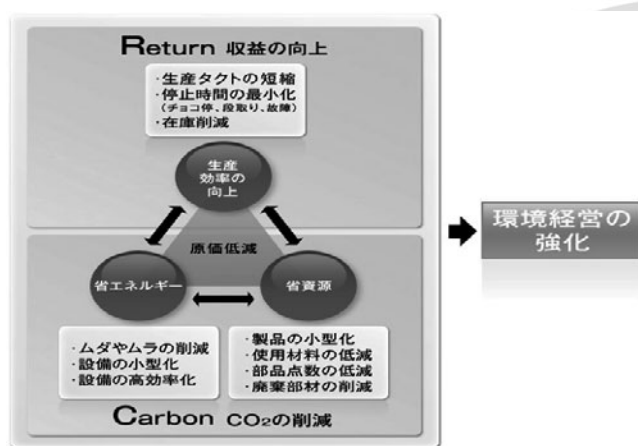 Return 収益の向上
・生産タクトの短縮
・停止時間の最小化
(チョコ停、段取り、故障)
・在庫削減
生産
効率の
向上
原価低減
省エネルギー
省資源
・ムダやムラの削減
・設備の小型化
・設備の高効率化
・製品の小型化
・使用材料の低減
・部品点数の低減
・廃棄部材の削減
Carbon CO₂の削減
環境経営の
強化